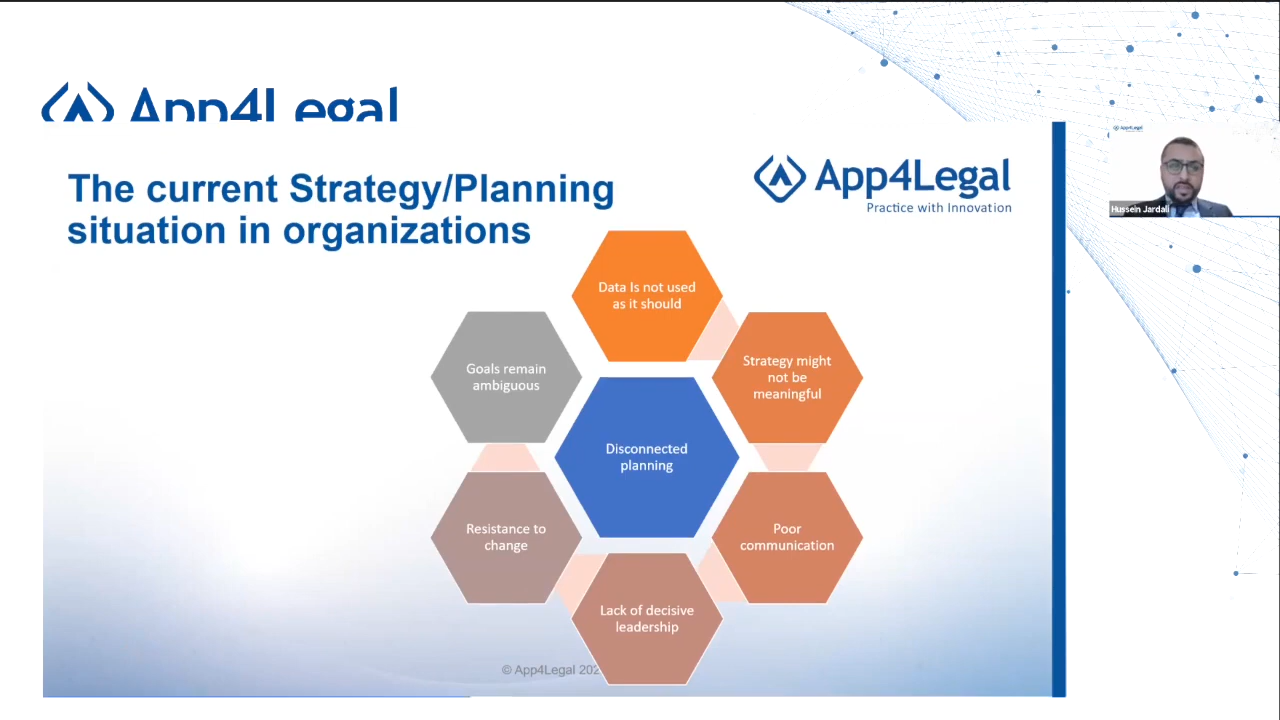 App4Legal
The current Strategy/Planning
situation in organizations
App4Legal
Practice with Innovation
App4Legal
Hussein Jardali
Data Is not used
as it should
Strategy might
not be
meaningful
Poor
communication
Lack of decisive
leadership
Resistance to
change
Goals remain
ambiguous
Disconnected
planning
© App4Legal 202